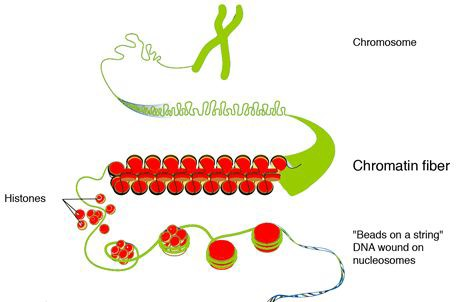 Chromosome
Chromatin fiber
Histones
"Beads on a string"
DNA wound on
nucleosomes